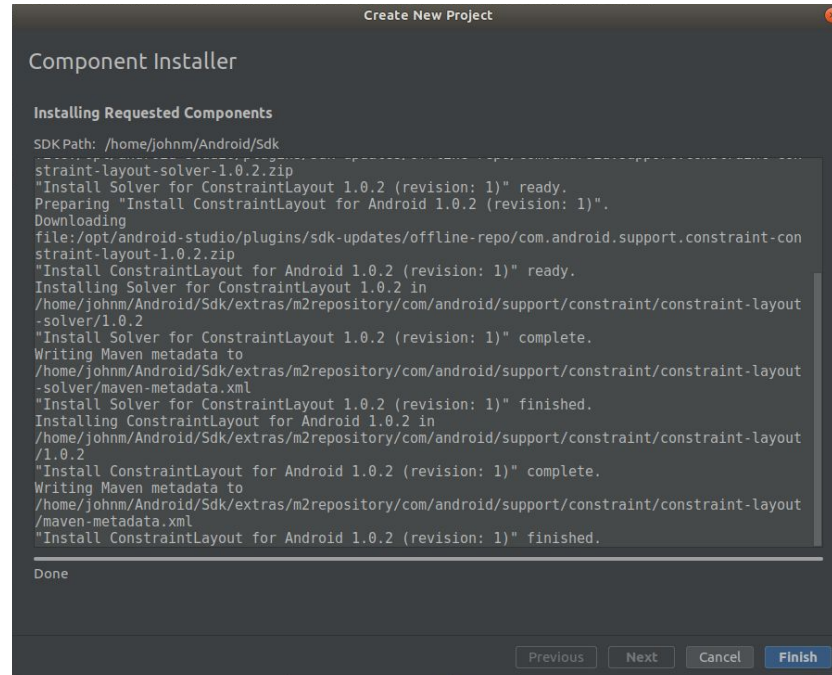 Create New Project
Component Installer
Installing Requested Components
SDK Path: /home/johnm/Android/Sdk
straint-layout-solver-1.0.2.zip
"Install Solver for ConstraintLayout 1.0.2 (revision: 1)" ready.
Preparing "Install ConstraintLayout for Android 1.0.2 (revision: 1)".
Downloading
file:/opt/android-studio/plugins/sdk-updates/offline-repo/com.android.support.constraint-con
straint-layout-1.0.2.zip
"Install ConstraintLayout for Android 1.0.2 (revision: 1)" ready.
Installing Solver for ConstraintLayout 1.0.2 in
/home/johnm/Android/Sdk/extras/m2repository/com/android/support/constraint/constraint-layout
-solver/1.0.2
"Install Solver for ConstraintLayout 1.0.2 (revision: 1)" complete.
Writing Maven metadata to
/home/johnm/Android/Sdk/extras/m2repository/com/android/support/constraint/constraint-layout
-solver/maven-metadata.xml
"Install Solver for ConstraintLayout 1.0.2 (revision: 1)" finished.
Installing ConstraintLayout for Android 1.0.2 in
/home/johnm/Android/Sdk/extras/m2repository/com/android/support/constraint/constraint-layout
/1.0.2
"Install ConstraintLayout for Android 1.0.2 (revision: 1)" complete.
Writing Maven metadata to
/home/johnm/Android/Sdk/extras/m2repository/com/android/support/constraint/constraint-layout
/maven-metadata.xml
"Install ConstraintLayout for Android 1.0.2 (revision: 1)" finished.
Done
Previous Next Cancel Finish